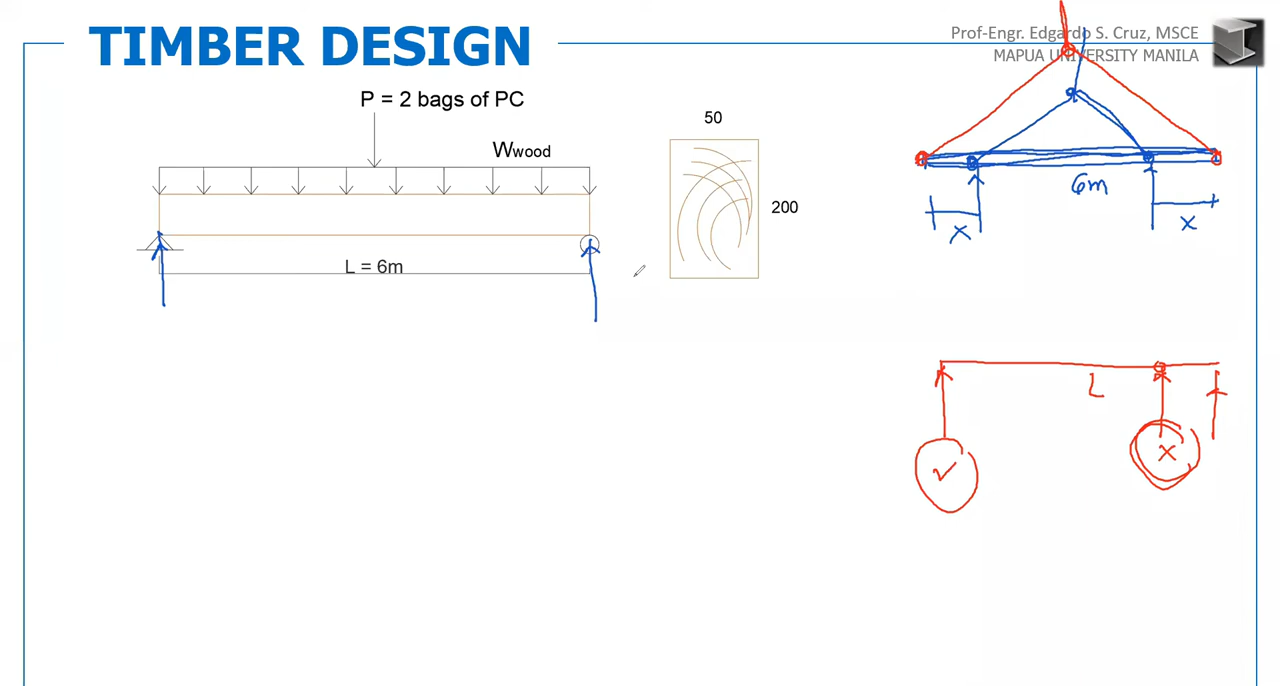 TIMBER DESIGN
Prof-Engr. Edgardo S. Cruz, MSCE
MAPUA UNIVERSITY MANILA
P = 2 bags of PC
Wwood
50
200
L = 6m
6m
x
x
L
x